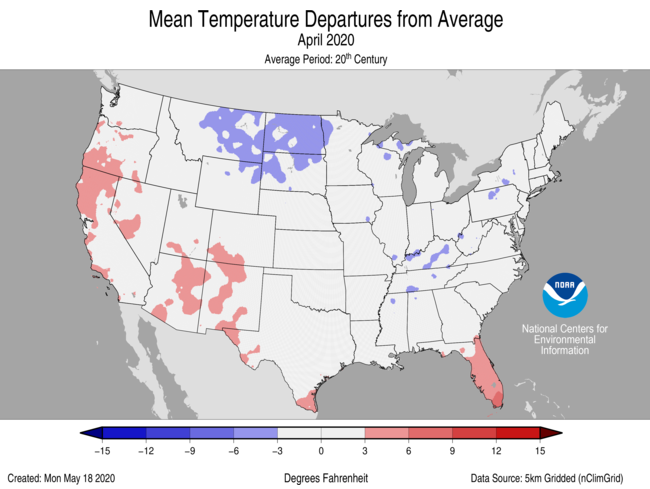 Mean Temperature Departures from Average
April 2020
Average Period: 20th Century
NOAA
National Centers for
Environmental
Information
−15 −12 −9 −6 −3 0 3 6 9 12 15
Created: Mon May 18 2020 Degrees Fahrenheit Data Source: 5km Gridded (nClimGrid)